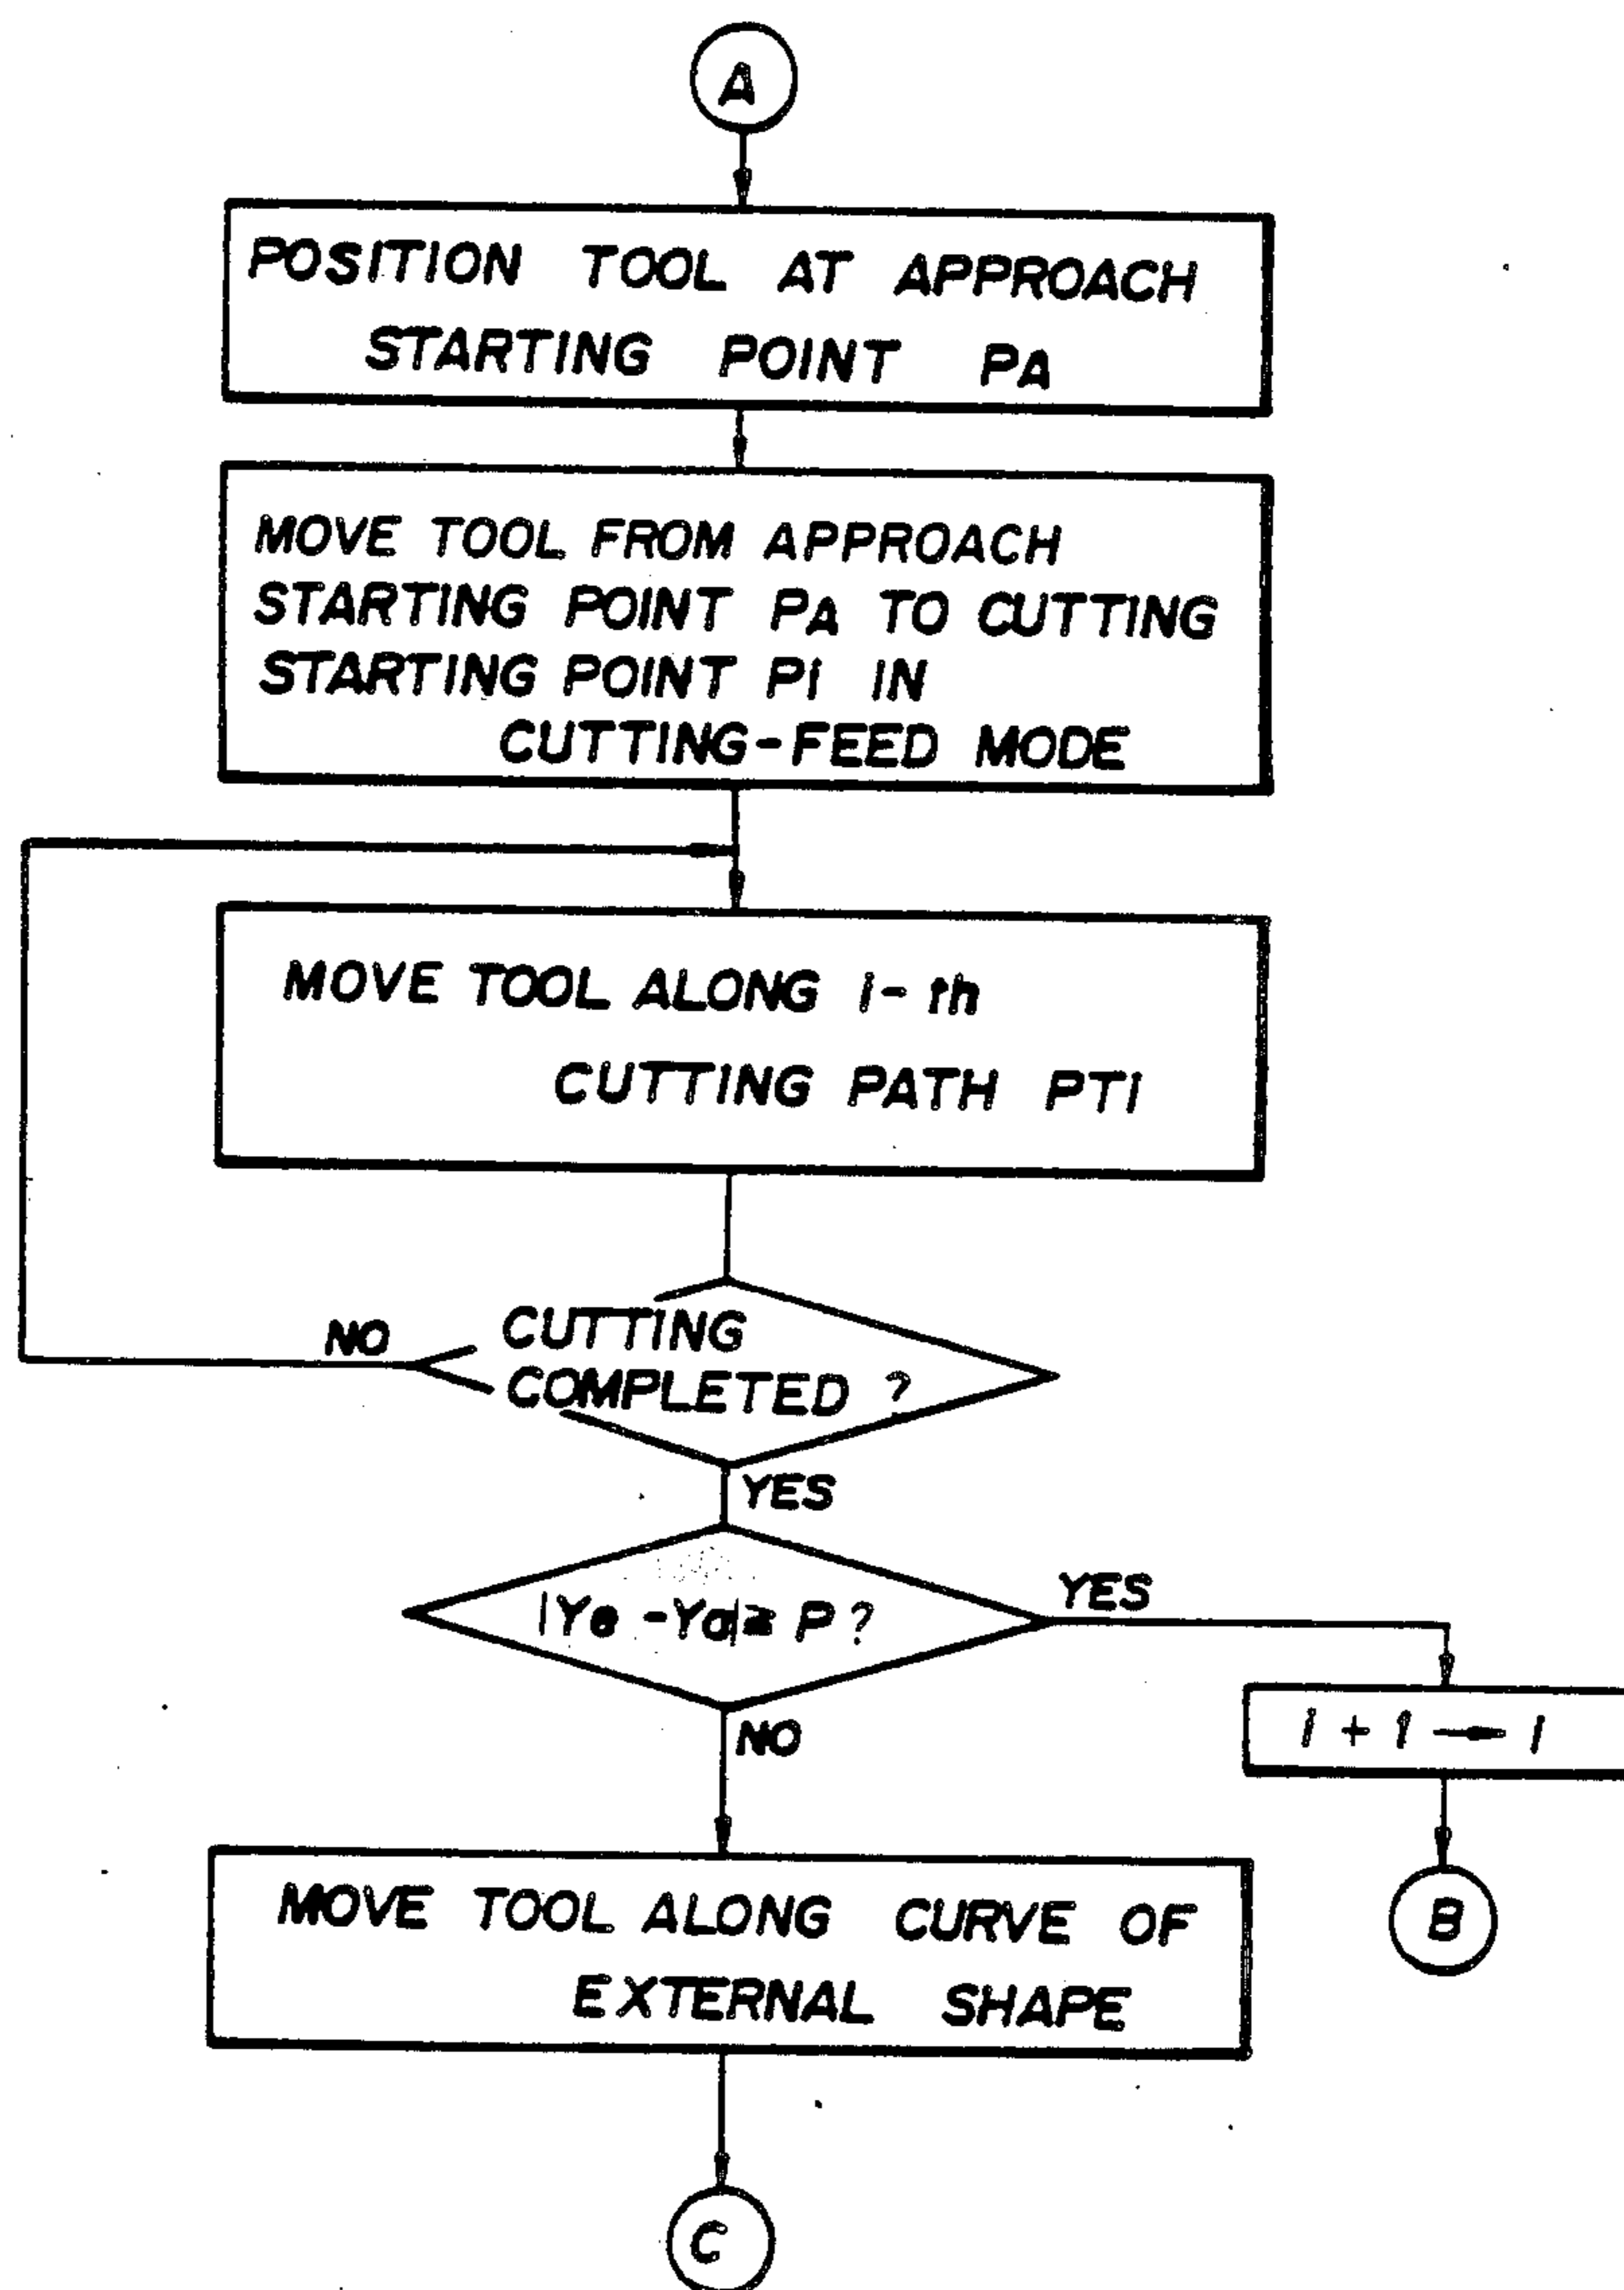 A
POSITION TOOL AT APPROACH
STARTING POINT PA
MOVE TOOL FROM APPROACH
STARTING POINT PA TO CUTTING
STARTING POINT Pi IN
CUTTING-FEED MODE
MOVE TOOL ALONG i-th
CUTTING PATH PTi
NO
CUTTING
COMPLETED ?
YES
|Ye -Ya|≧ P ?
YES
NO
i + 1 → i
MOVE TOOL ALONG CURVE OF
EXTERNAL SHAPE
B
C